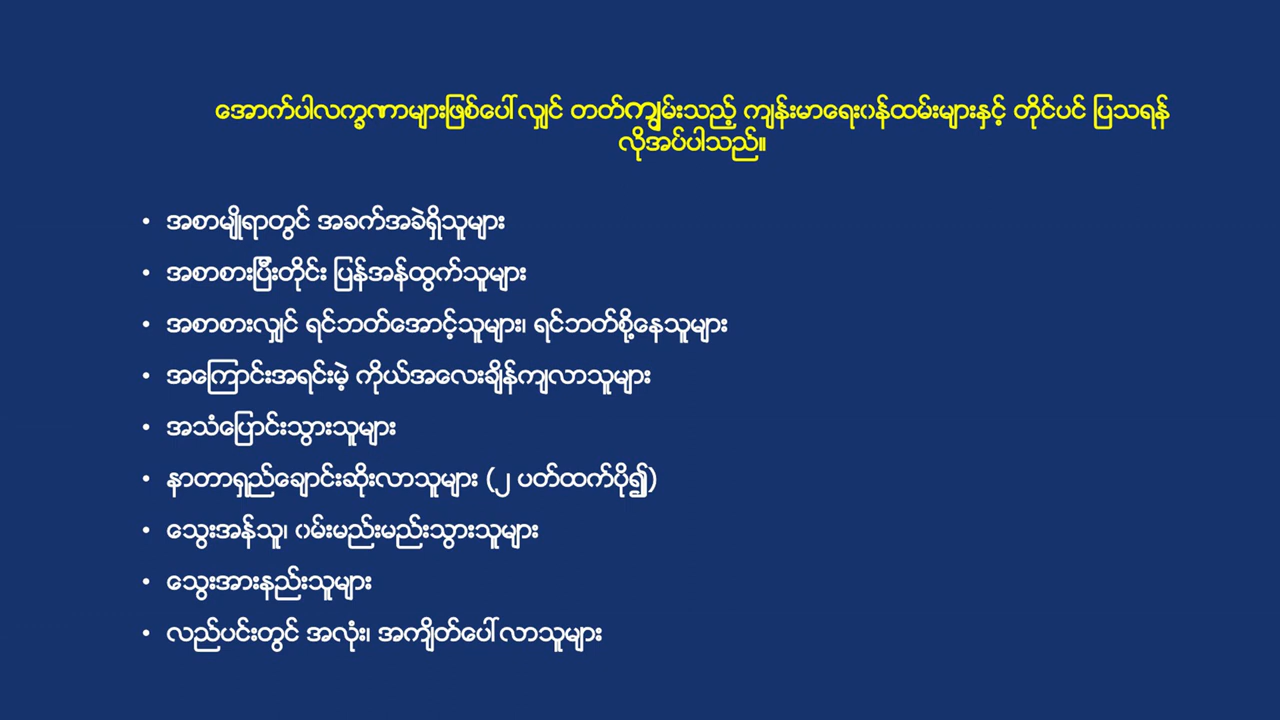 အောက်ပါလက္ခဏာများဖြစ်ပေါ်လျှင် တတ်ကျွမ်းသည့် ကျန်းမာရေးဝန်ထမ်းများနှင့် တိုင်ပင် ပြသရန်
လိုအပ်ပါသည်။
• အစာမျိုရာတွင် အခက်အခဲရှိသူများ
• အစာစားပြီးတိုင်း ပြန်အန်ထွက်သူများ
• အစာစားလျှင် ရင်ဘတ်အောင့်သူများ၊ ရင်ဘတ်စို့နေသူများ
• အကြောင်းအရင်းမဲ့ ကိုယ်အလေးချိန်ကျလာသူများ
• အသံပြောင်းသွားသူများ
• နာတာရှည်ချောင်းဆိုးလာသူများ (၂ ပတ်ထက်ပို၍)
• သွေးအန်သူ၊ ဝမ်းမည်းမည်းသွားသူများ
• သွေးအားနည်းသူများ
• လည်ပင်းတွင် အလုံး၊ အကျိတ်ပေါ်လာသူများ